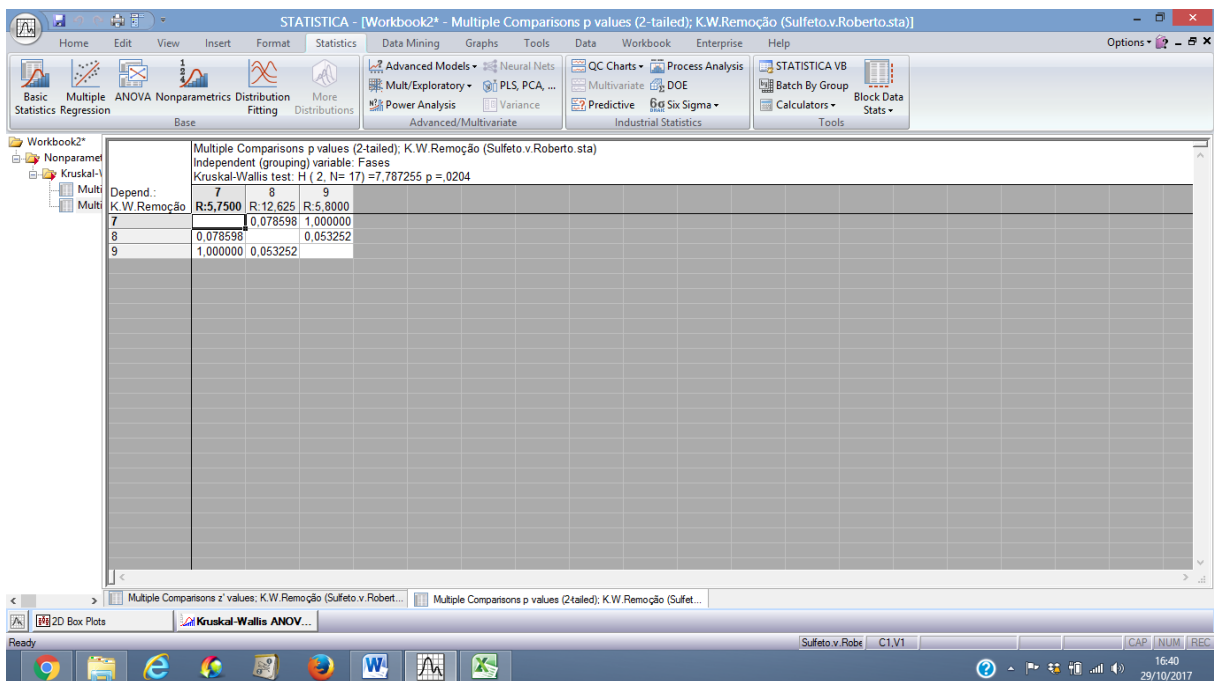 STATISTICA - [Workbook2* - Multiple Comparisons p values (2-tailed); K.W.Remoção (Sulfeto.v.Roberto.sta)]
Home Edit View Insert Format Statistics Data Mining Graphs Tools Data Workbook Enterprise Help Options
Basic Statistics
Multiple Regression
ANOVA
Nonparametrics
Distribution Fitting
More Distributions
Base
Advanced Models Neural Nets
Mult/Exploratory PLS, PCA, ...
Power Analysis Variance
Advanced/Multivariate
QC Charts Process Analysis
Multivariate DOE
Predictive Six Sigma
Industrial Statistics
STATISTICA VB
Batch By Group
Calculators
Block Data Stats
Tools
Workbook2*
Nonparamet
Kruskal-\
Multi
Multi
Multiple Comparisons p values (2-tailed); K.W.Remoção (Sulfeto.v.Roberto.sta)
Independent (grouping) variable: Fases
Kruskal-Wallis test: H ( 2, N= 17) =7,787255 p =,0204
Depend.: 7 8 9
K.W.Remoção R:5,7500 R:12,625 R:5,8000
7 0,078598 1,000000
8 0,078598 0,053252
9 1,000000 0,053252
Multiple Comparisons z' values; K.W.Remoção (Sulfeto.v.Robert... Multiple Comparisons p values (2-tailed); K.W.Remoção (Sulfet...
2D Box Plots Kruskal-Wallis ANOV...
Ready Sulfeto.v.Robe C1,V1 CAP NUM REC
16:40
29/10/2017